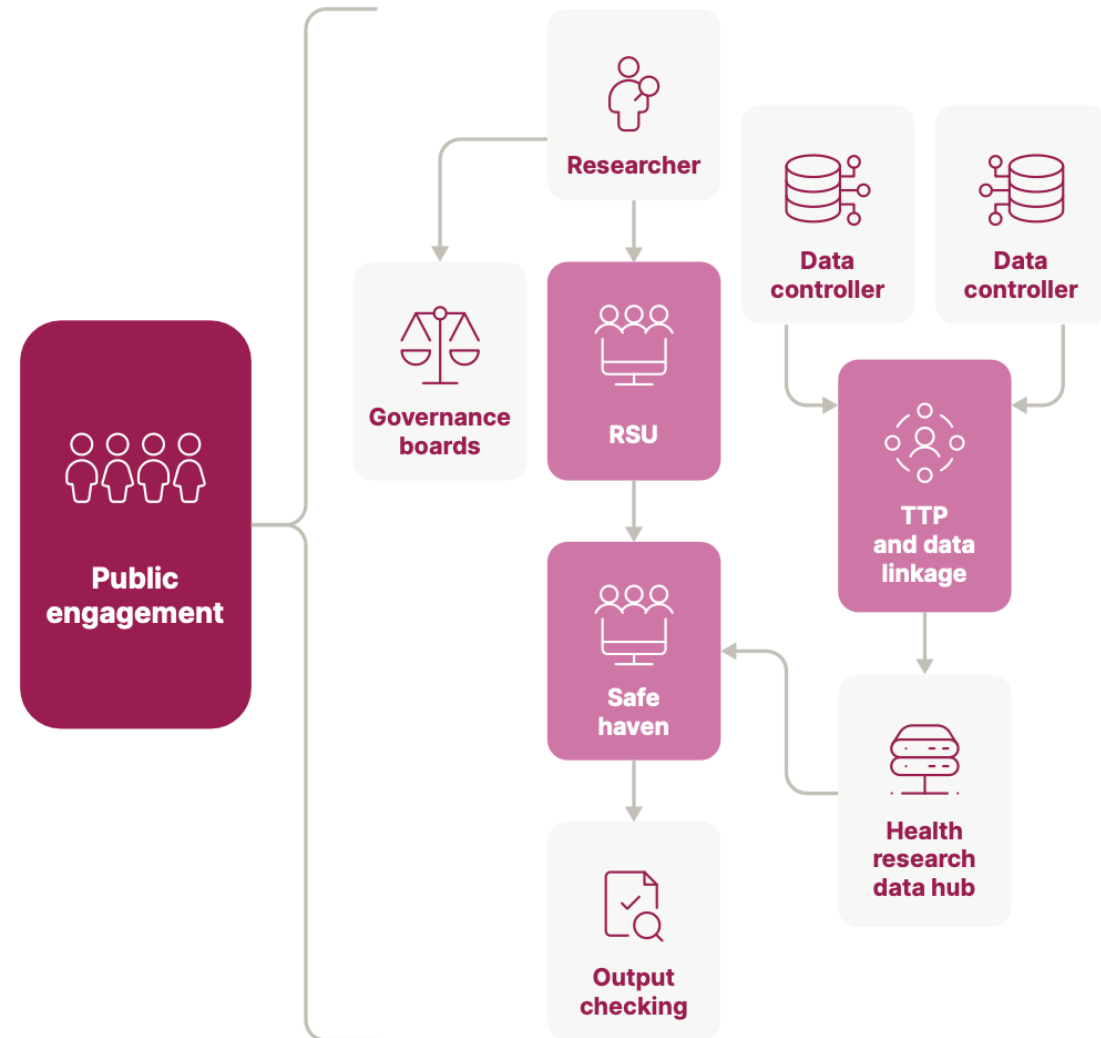 Researcher
Data
controller
Data
controller
Governance
boards
RSU
TTP
and data
linkage
Public
engagement
Safe
haven
Health
research
data hub
Output
checking